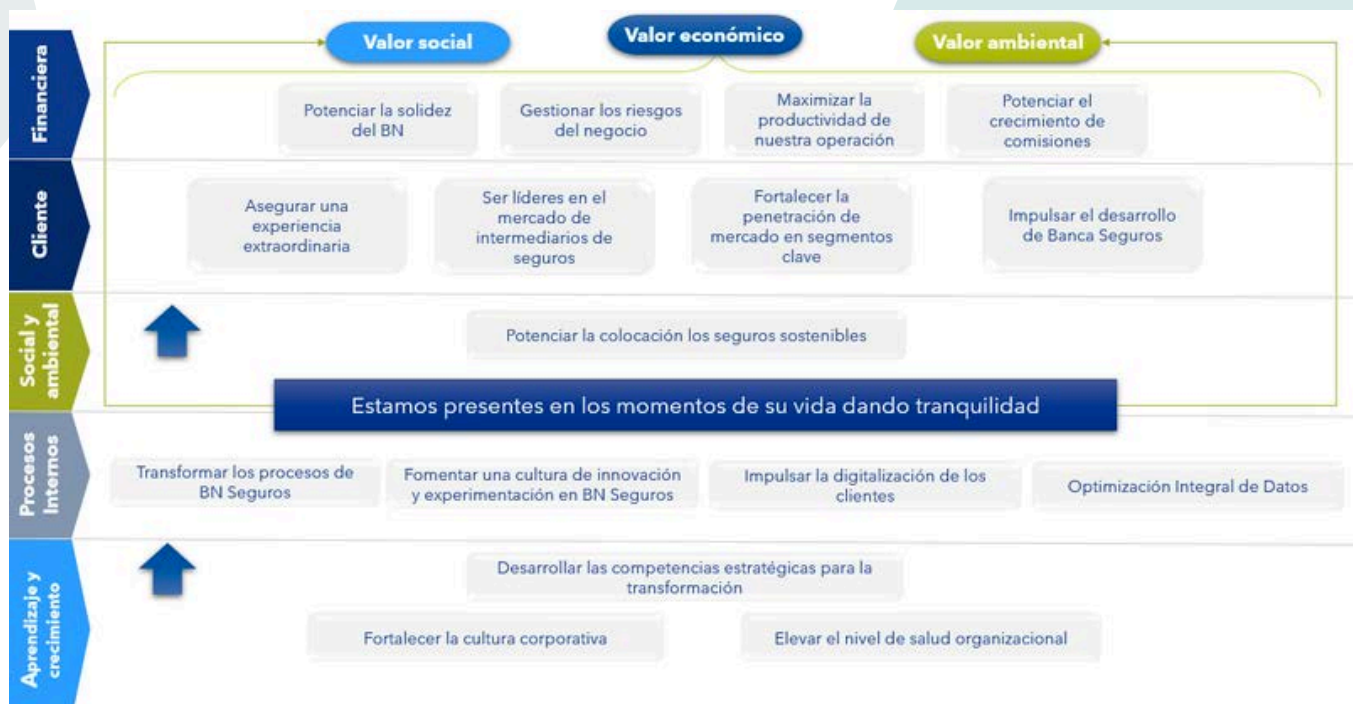 Valor social
Valor económico
Valor ambiental
Financiera
Potenciar la solidez
del BN
Gestionar los riesgos
del negocio
Maximizar la
productividad de
nuestra operación
Potenciar el
crecimiento de
comisiones
Cliente
Asegurar una
experiencia
extraordinaria
Ser líderes en el
mercado de
intermediarios de
seguros
Fortalecer la
penetración de
mercado en segmentos
clave
Impulsar el desarrollo
de Banca Seguros
Social y
ambiental
Potenciar la colocación los seguros sostenibles
Estamos presentes en los momentos de su vida dando tranquilidad
Procesos
Internos
Transformar los procesos de
BN Seguros
Fomentar una cultura de innovación
y experimentación en BN Seguros
Impulsar la digitalización de los
clientes
Optimización Integral de Datos
Aprendizaje y
crecimiento
Desarrollar las competencias estratégicas para la
transformación
Fortalecer la cultura corporativa
Elevar el nivel de salud organizacional